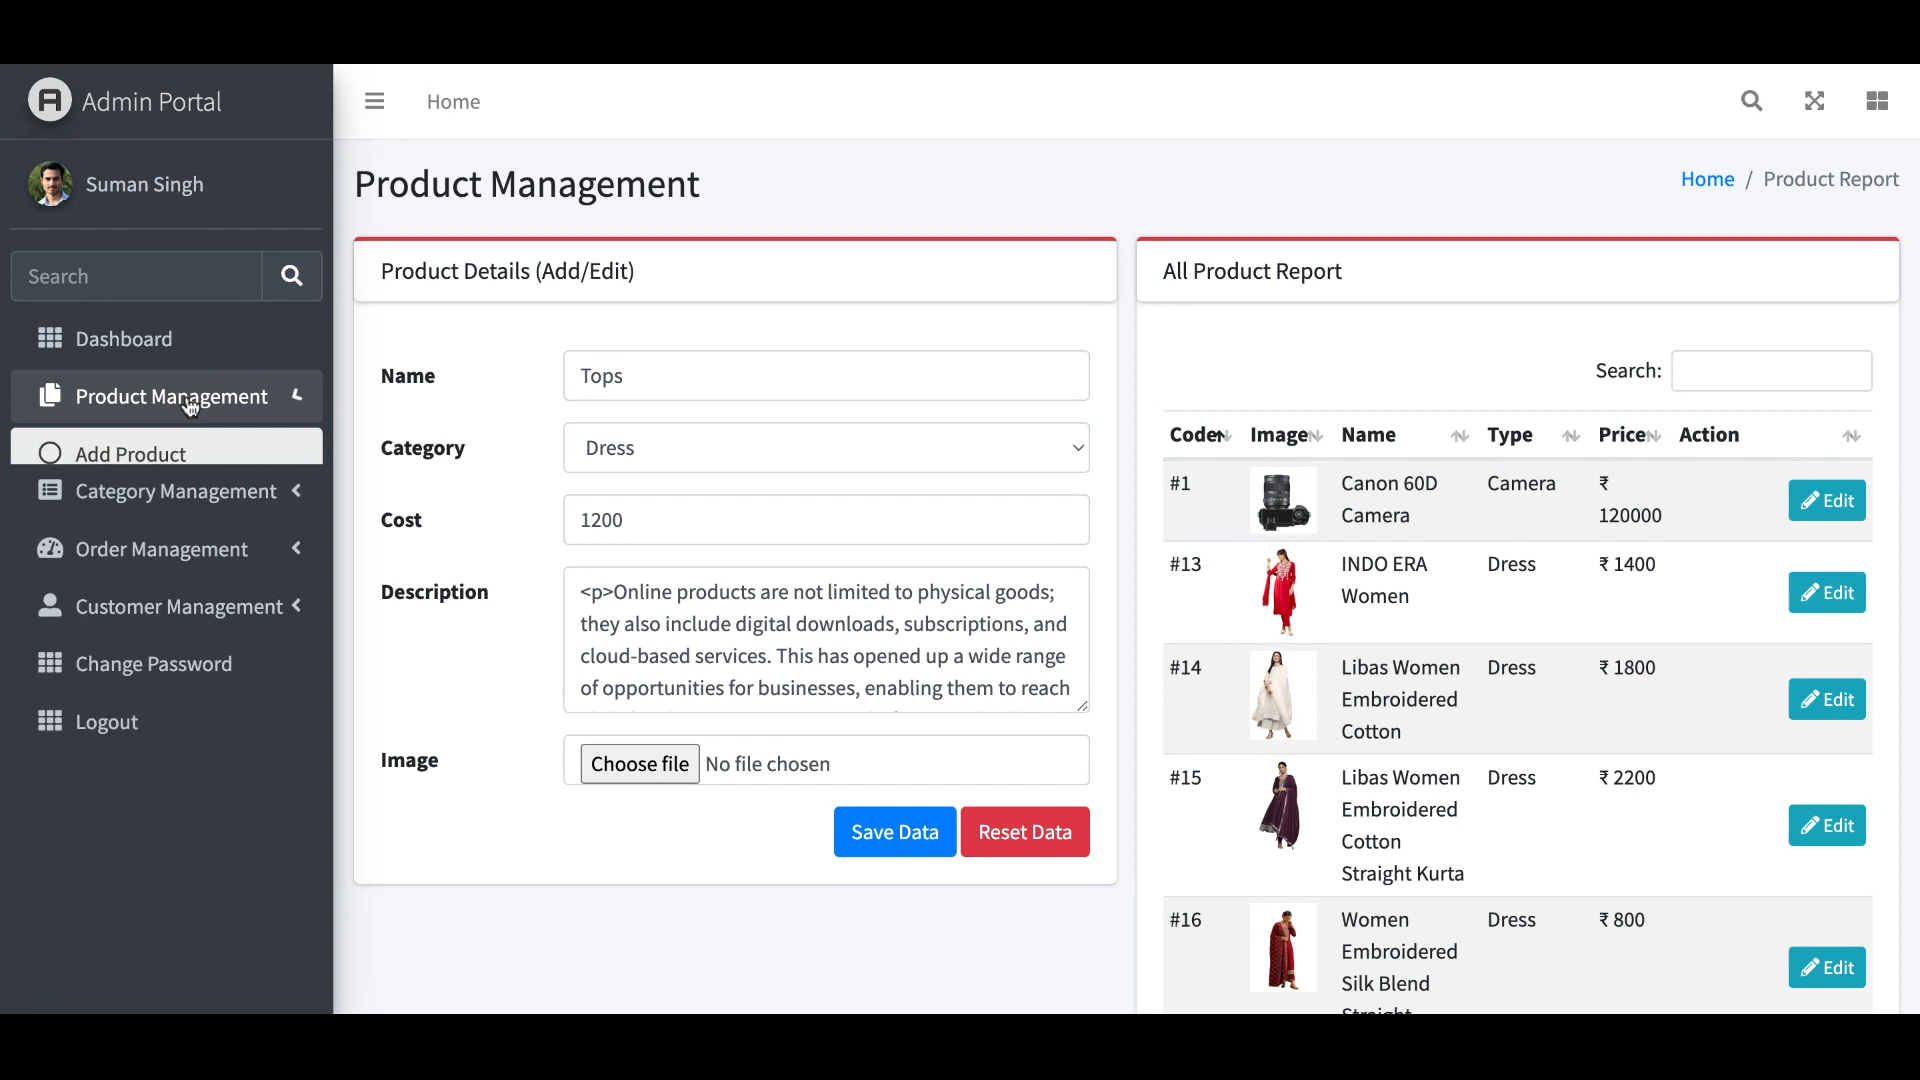 Admin Portal
Home
Suman Singh
Product Management
Home / Product Report
Search
Dashboard
Product Management
Add Product
Category Management
Order Management
Customer Management
Change Password
Logout
Product Details (Add/Edit)
Name
Tops
Category
Dress
Cost
1200
Description
<p>Online products are not limited to physical goods;
they also include digital downloads, subscriptions, and
cloud-based services. This has opened up a wide range
of opportunities for businesses, enabling them to reach
Image
Choose file No file chosen
Save Data Reset Data
All Product Report
Search:
Code Image Name Type Price Action
#1 Canon 60D Camera ₹
Camera 120000
Edit
#13 INDO ERA Dress ₹ 1400
Women
Edit
#14 Libas Women Dress ₹ 1800
Embroidered
Edit
Cotton
#15 Libas Women Dress ₹ 2200
Embroidered
Edit
Cotton
Straight Kurta
#16 Women Dress ₹ 800
Embroidered
Edit
Silk Blend
Straight